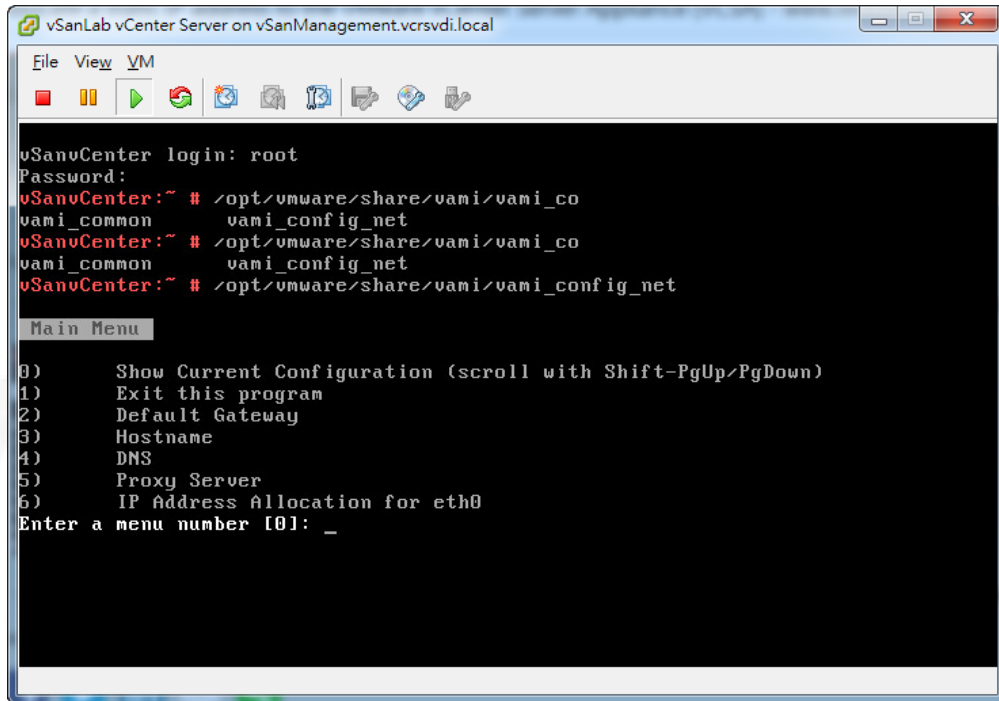 vSanLab vCenter Server on vSanManagement.vcrsvdi.local
File View VM
vSanvCenter login: root
Password:
vSanvCenter:~ # /opt/vmware/share/vami/vami_co
vami_common vami_config_net
vSanvCenter:~ # /opt/vmware/share/vami/vami_co
vami_common vami_config_net
vSanvCenter:~ # /opt/vmware/share/vami/vami_config_net
Main Menu
0) Show Current Configuration (scroll with Shift-PgUp/PgDown)
1) Exit this program
2) Default Gateway
3) Hostname
4) DNS
5) Proxy Server
6) IP Address Allocation for eth0
Enter a menu number [0]: _